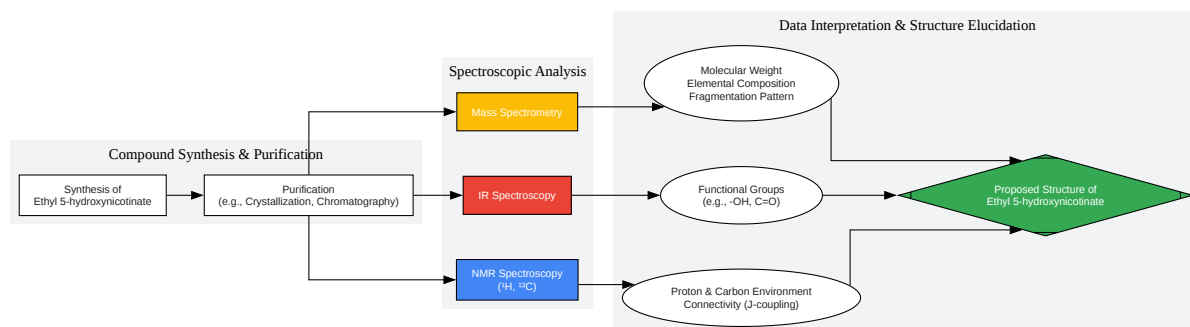 Data Interpretation & Structure Elucidation
Spectroscopic Analysis
Compound Synthesis & Purification
Synthesis of
Ethyl 5-hydroxynicotinate
Purification
(e.g., Crystallization, Chromatography)
Mass Spectrometry
IR Spectroscopy
NMR Spectroscopy
(¹H, ¹³C)
Molecular Weight
Elemental Composition
Fragmentation Pattern
Functional Groups
(e.g., -OH, C=O)
Proton & Carbon Environment
Connectivity (J-coupling)
Proposed Structure of
Ethyl 5-hydroxynicotinate